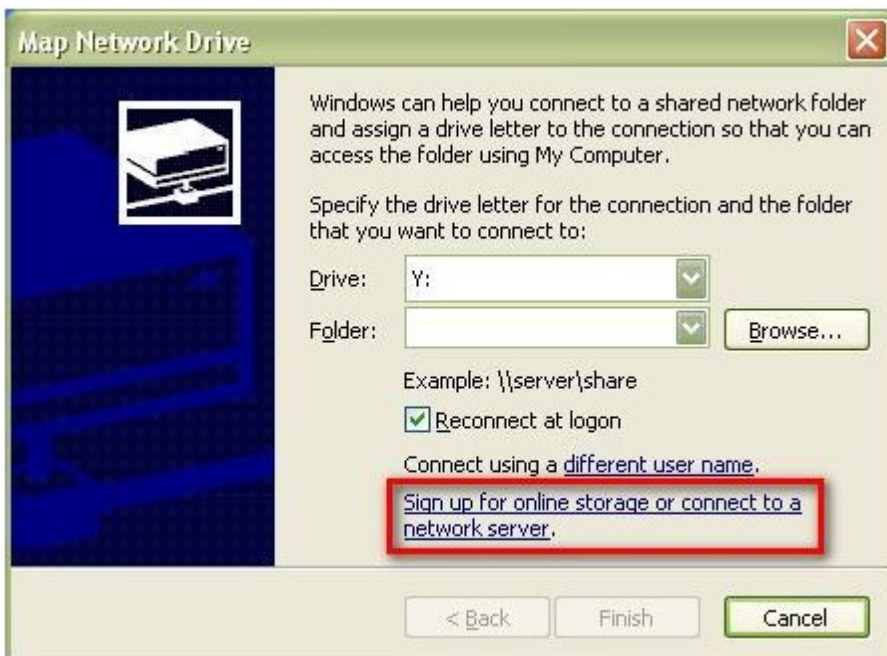 Map Network Drive
Windows can help you connect to a shared network folder
and assign a drive letter to the connection so that you can
access the folder using My Computer.
Specify the drive letter for the connection and the folder
that you want to connect to:
Drive: Y:
Folder: Browse...
Example: \\server\share
Reconnect at logon
Connect using a different user name.
Sign up for online storage or connect to a
network server.
< Back Finish Cancel